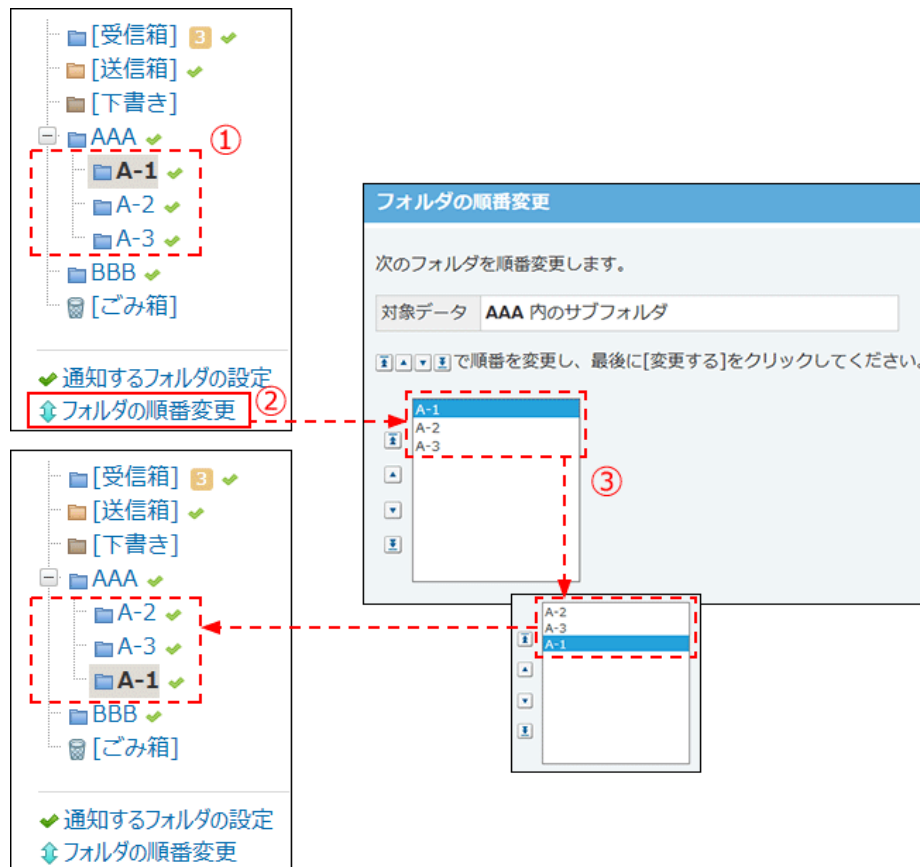 [受信箱] 3
[送信箱]
[下書き]
AAA
①
A-1
A-2
A-3
BBB
[ごみ箱]
通知するフォルダの設定
フォルダの順番変更
②
フォルダの順番変更
次のフォルダを順番変更します。
対象データ AAA 内のサブフォルダ
で順番を変更し、最後に[変更する]をクリックしてください。
A-1
A-2
A-3
③
A-2
A-3
A-1
[受信箱] 3
[送信箱]
[下書き]
AAA
A-2
A-3
A-1
BBB
[ごみ箱]
通知するフォルダの設定
フォルダの順番変更